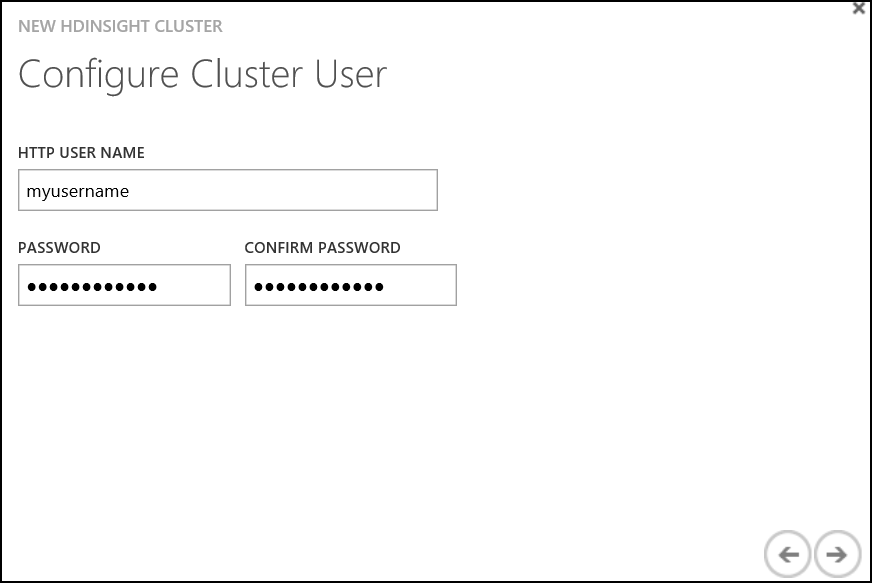 NEW HDINSIGHT CLUSTER
Configure Cluster User
HTTP USER NAME
myusername
PASSWORD CONFIRM PASSWORD
●●●●●●●●●●●● ●●●●●●●●●●●●